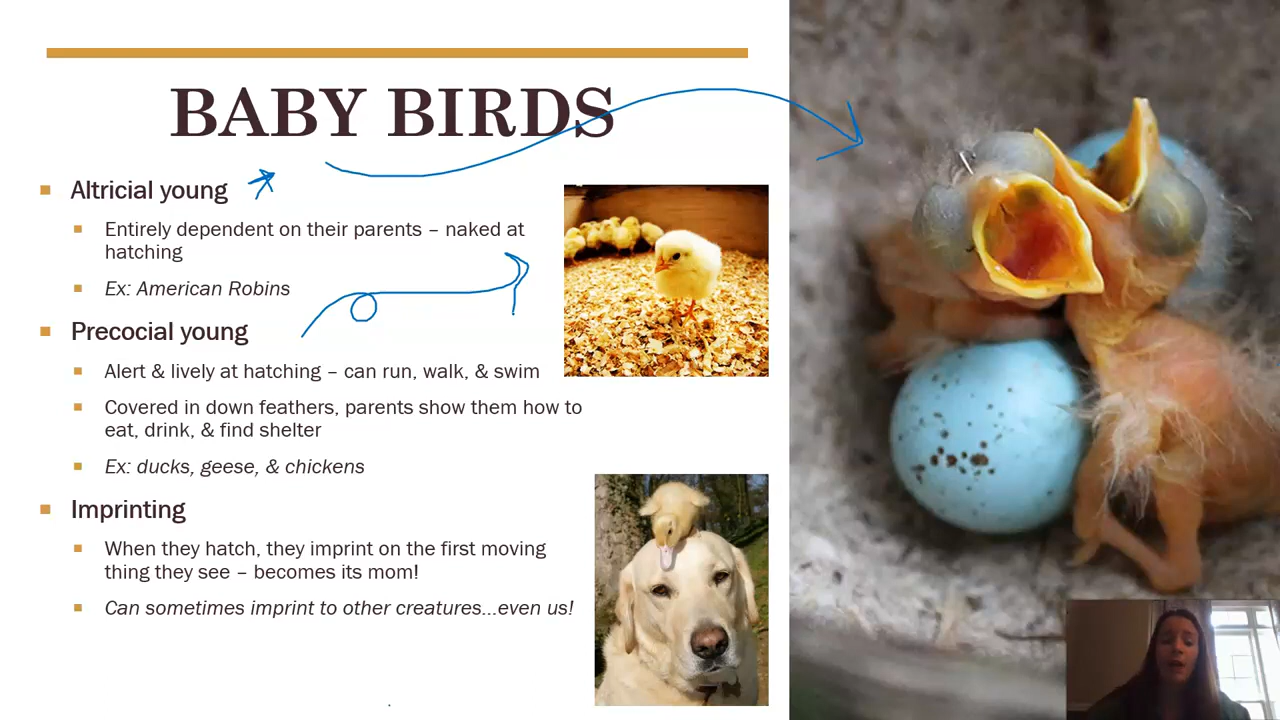 BABY BIRDS
Altricial young
Entirely dependent on their parents – naked at
hatching
Ex: American Robins
Precocial young
Alert & lively at hatching – can run, walk, & swim
Covered in down feathers, parents show them how to
eat, drink, & find shelter
Ex: ducks, geese, & chickens
Imprinting
When they hatch, they imprint on the first moving
thing they see – becomes its mom!
Can sometimes imprint to other creatures...even us!